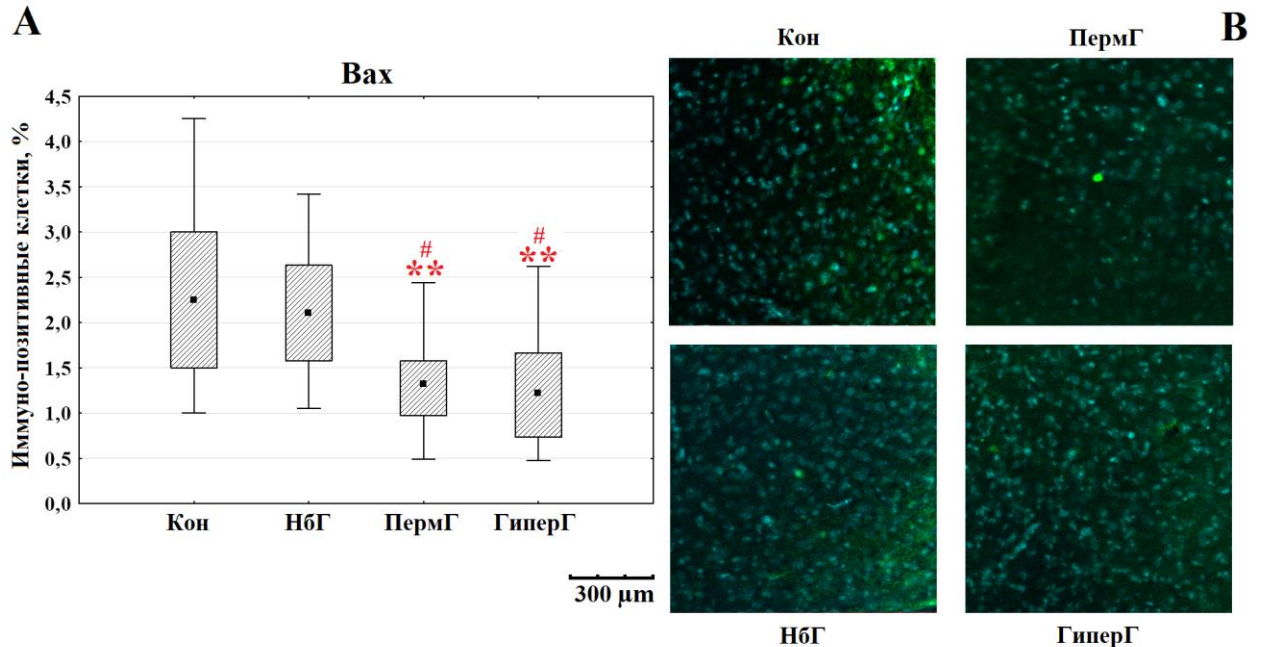 A
Bax
Иммуно-позитивные клетки, %
4,5
4,0
3,5
3,0
2,5
2,0
1,5
1,0
0,5
0,0
#
**
#
**
Кон
НбГ
ПермГ
ГиперГ
300 µm
B
Кон
ПермГ
НбГ
ГиперГ